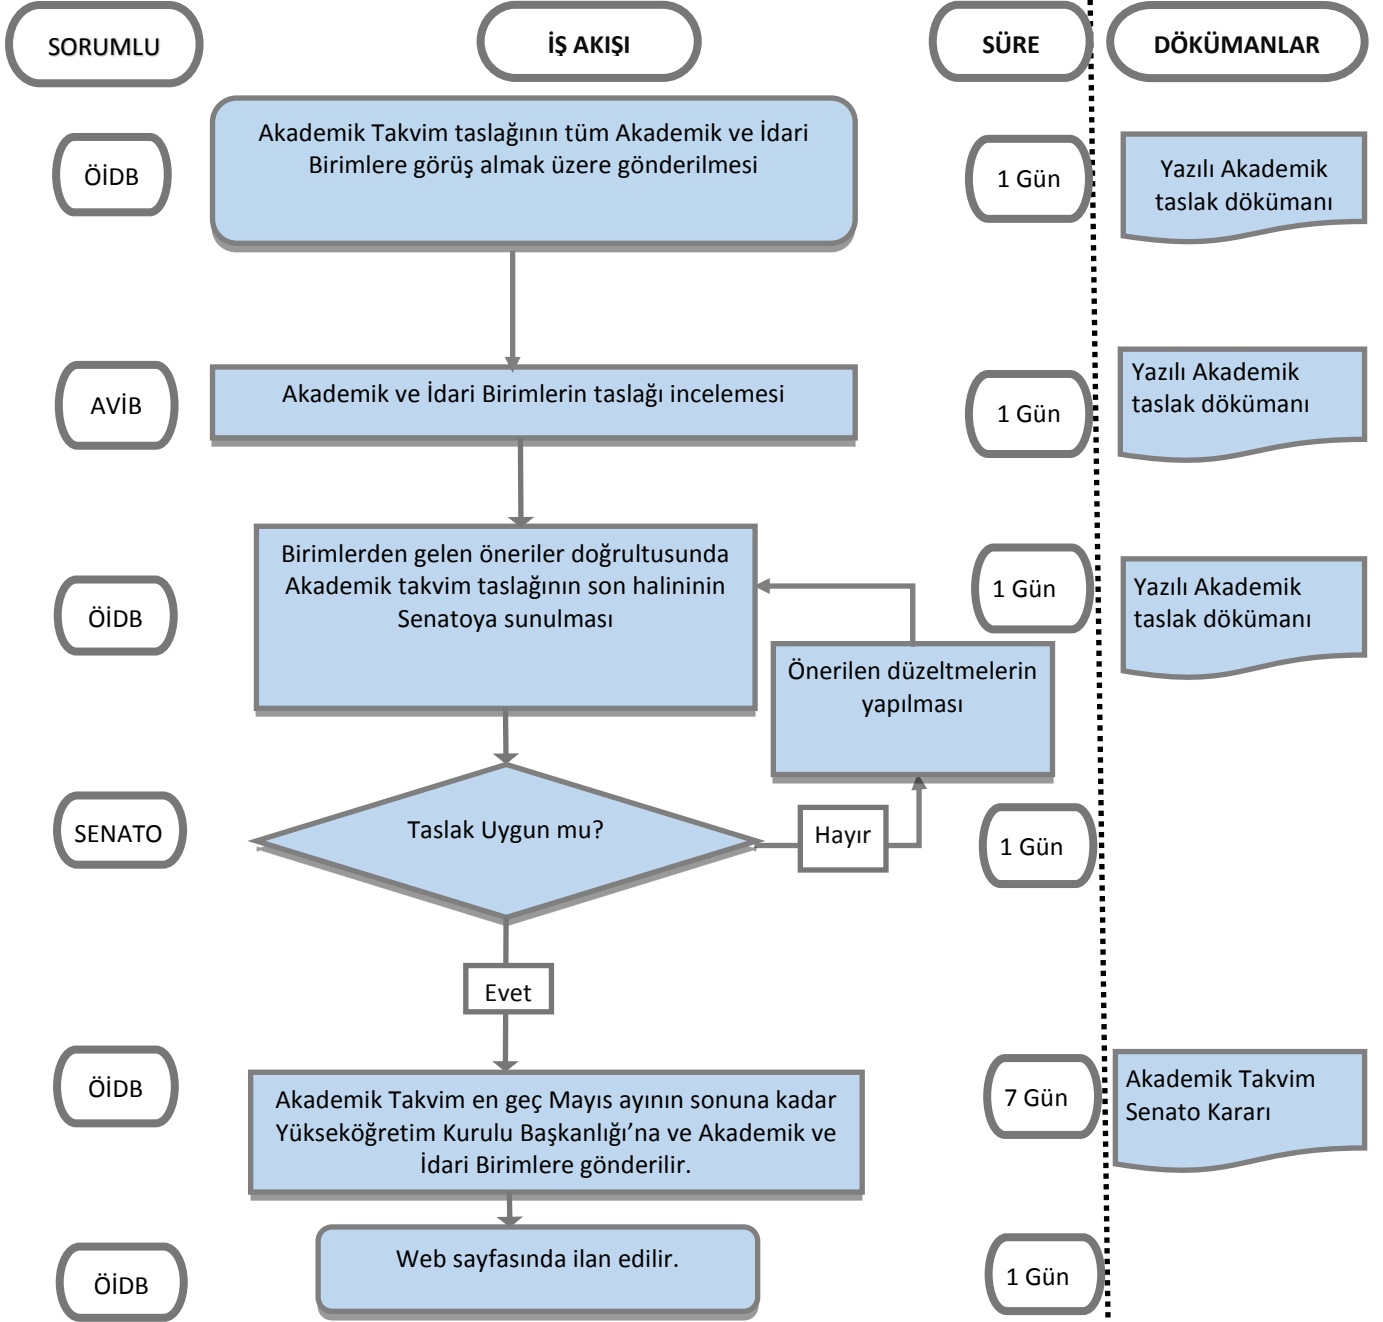 SORUMLU
İŞ AKIŞI
SÜRE
DÖKÜMANLAR
ÖİDB
Akademik Takvim taslağının tüm Akademik ve İdari
Birimlere görüş almak üzere gönderilmesi
1 Gün
Yazılı Akademik
taslak dökümanı
AVİB
Akademik ve İdari Birimlerin taslağı incelemesi
1 Gün
Yazılı Akademik
taslak dökümanı
ÖİDB
Birimlerden gelen öneriler doğrultusunda
Akademik takvim taslağının son halininin
Senatoya sunulması
1 Gün
Yazılı Akademik
taslak dökümanı
Önerilen düzeltmelerin
yapılması
SENATO
Taslak Uygun mu?
Hayır
1 Gün
Evet
ÖİDB
Akademik Takvim en geç Mayıs ayının sonuna kadar
Yükseköğretim Kurulu Başkanlığı’na ve Akademik ve
İdari Birimlere gönderilir.
7 Gün
Akademik Takvim
Senato Kararı
ÖİDB
Web sayfasında ilan edilir.
1 Gün